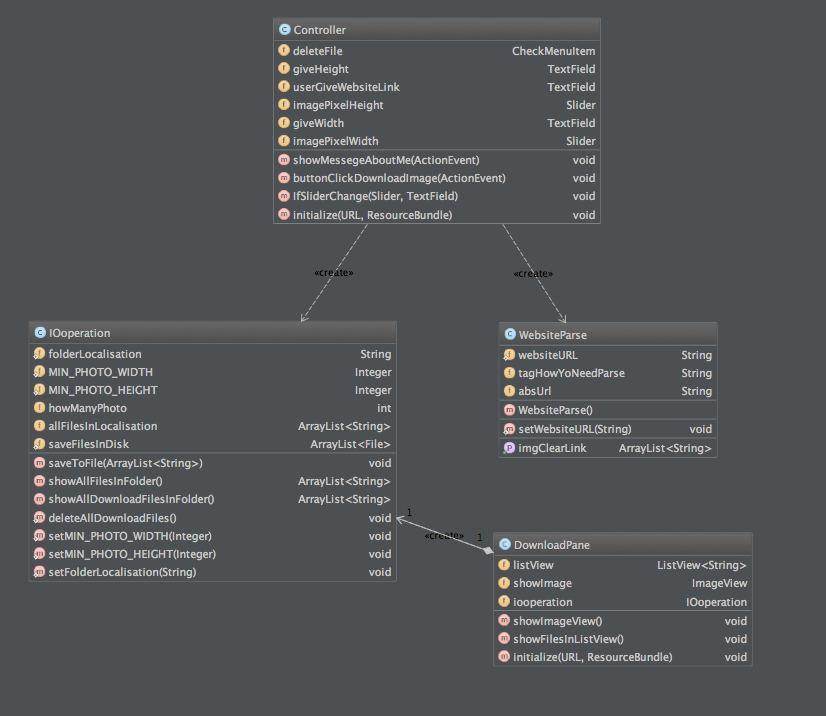 Controller
deleteFile CheckMenuItem
giveHeight TextField
userGiveWebsiteLink TextField
imagePixelHeight Slider
giveWidth TextField
imagePixelWidth Slider
showMessegeAboutMe(ActionEvent) void
buttonClickDownloadImage(ActionEvent) void
IfSliderChange(Slider, TextField) void
initialize(URL, ResourceBundle) void
«create»
«create»
IOoperation
folderLocalisation String
MIN_PHOTO_WIDTH Integer
MIN_PHOTO_HEIGHT Integer
howManyPhoto int
allFilesInLocalisation ArrayList<String>
saveFilesInDisk ArrayList<File>
saveToFile(ArrayList<String>) void
showAllFilesInFolder() ArrayList<String>
showAllDownloadFilesInFolder() ArrayList<String>
deleteAllDownloadFiles() void
setMIN_PHOTO_WIDTH(Integer) void
setMIN_PHOTO_HEIGHT(Integer) void
setFolderLocalisation(String) void
WebsiteParse
websiteURL String
tagHowYoNeedParse String
absUrl String
WebsiteParse()
setWebsiteURL(String) void
imgClearLink ArrayList<String>
1
«create»
1
DownloadPane
listView ListView<String>
showImage ImageView
iooperation IOoperation
showImageView() void
showFilesInListView() void
initialize(URL, ResourceBundle) void